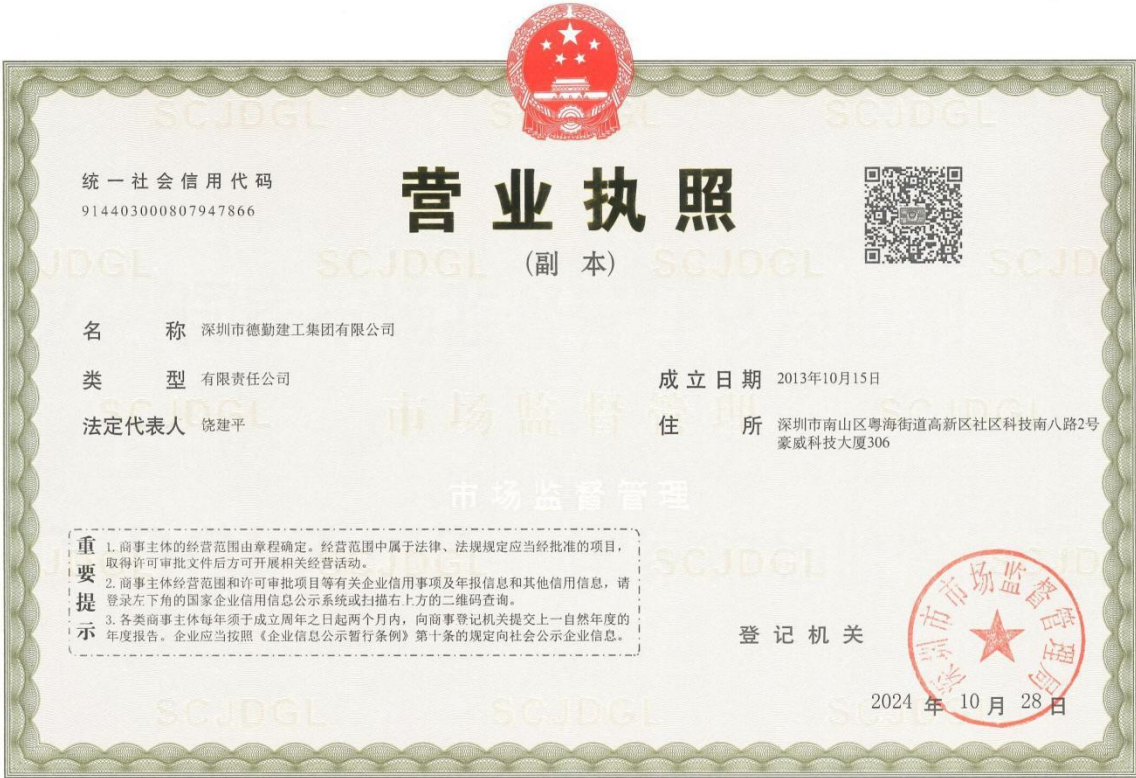 统一社会信用代码
914403000807947866
营业执照
(副 本)
名 称 深圳市德勤建工集团有限公司
类 型 有限责任公司
成立日期 2013年10月15日
法定代表人 饶建平
住 所 深圳市南山区粤海街道高新区社区科技南八路2号
豪威科技大厦306
市场监督管理
市场监督管理
重要提示
1. 商事主体的经营范围由章程确定。经营范围中属于法律、法规规定应当经批准的项目，
取得许可审批文件后方可开展相关经营活动。
2. 商事主体经营范围和许可审批项目等有关企业信用事项及年报信息和其他信用信息，请
登录左下角的国家企业信用信息公示系统或扫描右上方的二维码查询。
3. 各类商事主体每年须于成立周年之日起两个月内，向商事登记机关提交上一自然年度的
年度报告。企业应当按照《企业信息公示暂行条例》第十条的规定向社会公示企业信息。
登记机关
深圳市市场监督管理局
2024 年 10 月 28 日
SCJDGL